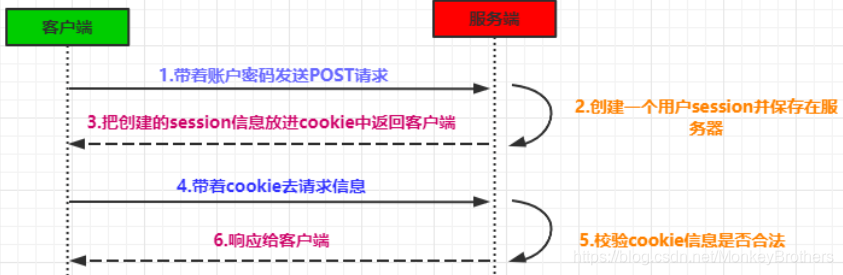 客户端
服务端
1.带着账户密码发送POST请求
2.创建一个用户session并保存在服
务器
3.把创建的session信息放进cookie中返回客户端
4.带着cookie去请求信息
5.校验cookie信息是否合法
6.响应给客户端
https://blog.csdn.net/MonkeyBrothers